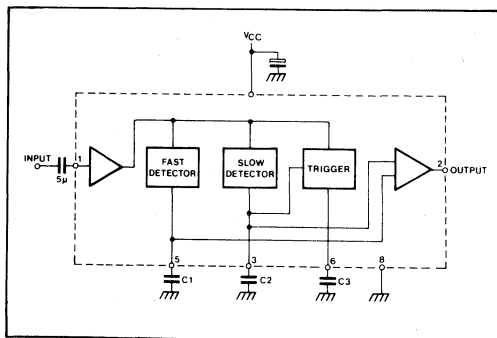 VCC
INPUT
5μ
1
FAST
DETECTOR
SLOW
DETECTOR
TRIGGER
2
OUTPUT
5
3
6
8
C1
C2
C3